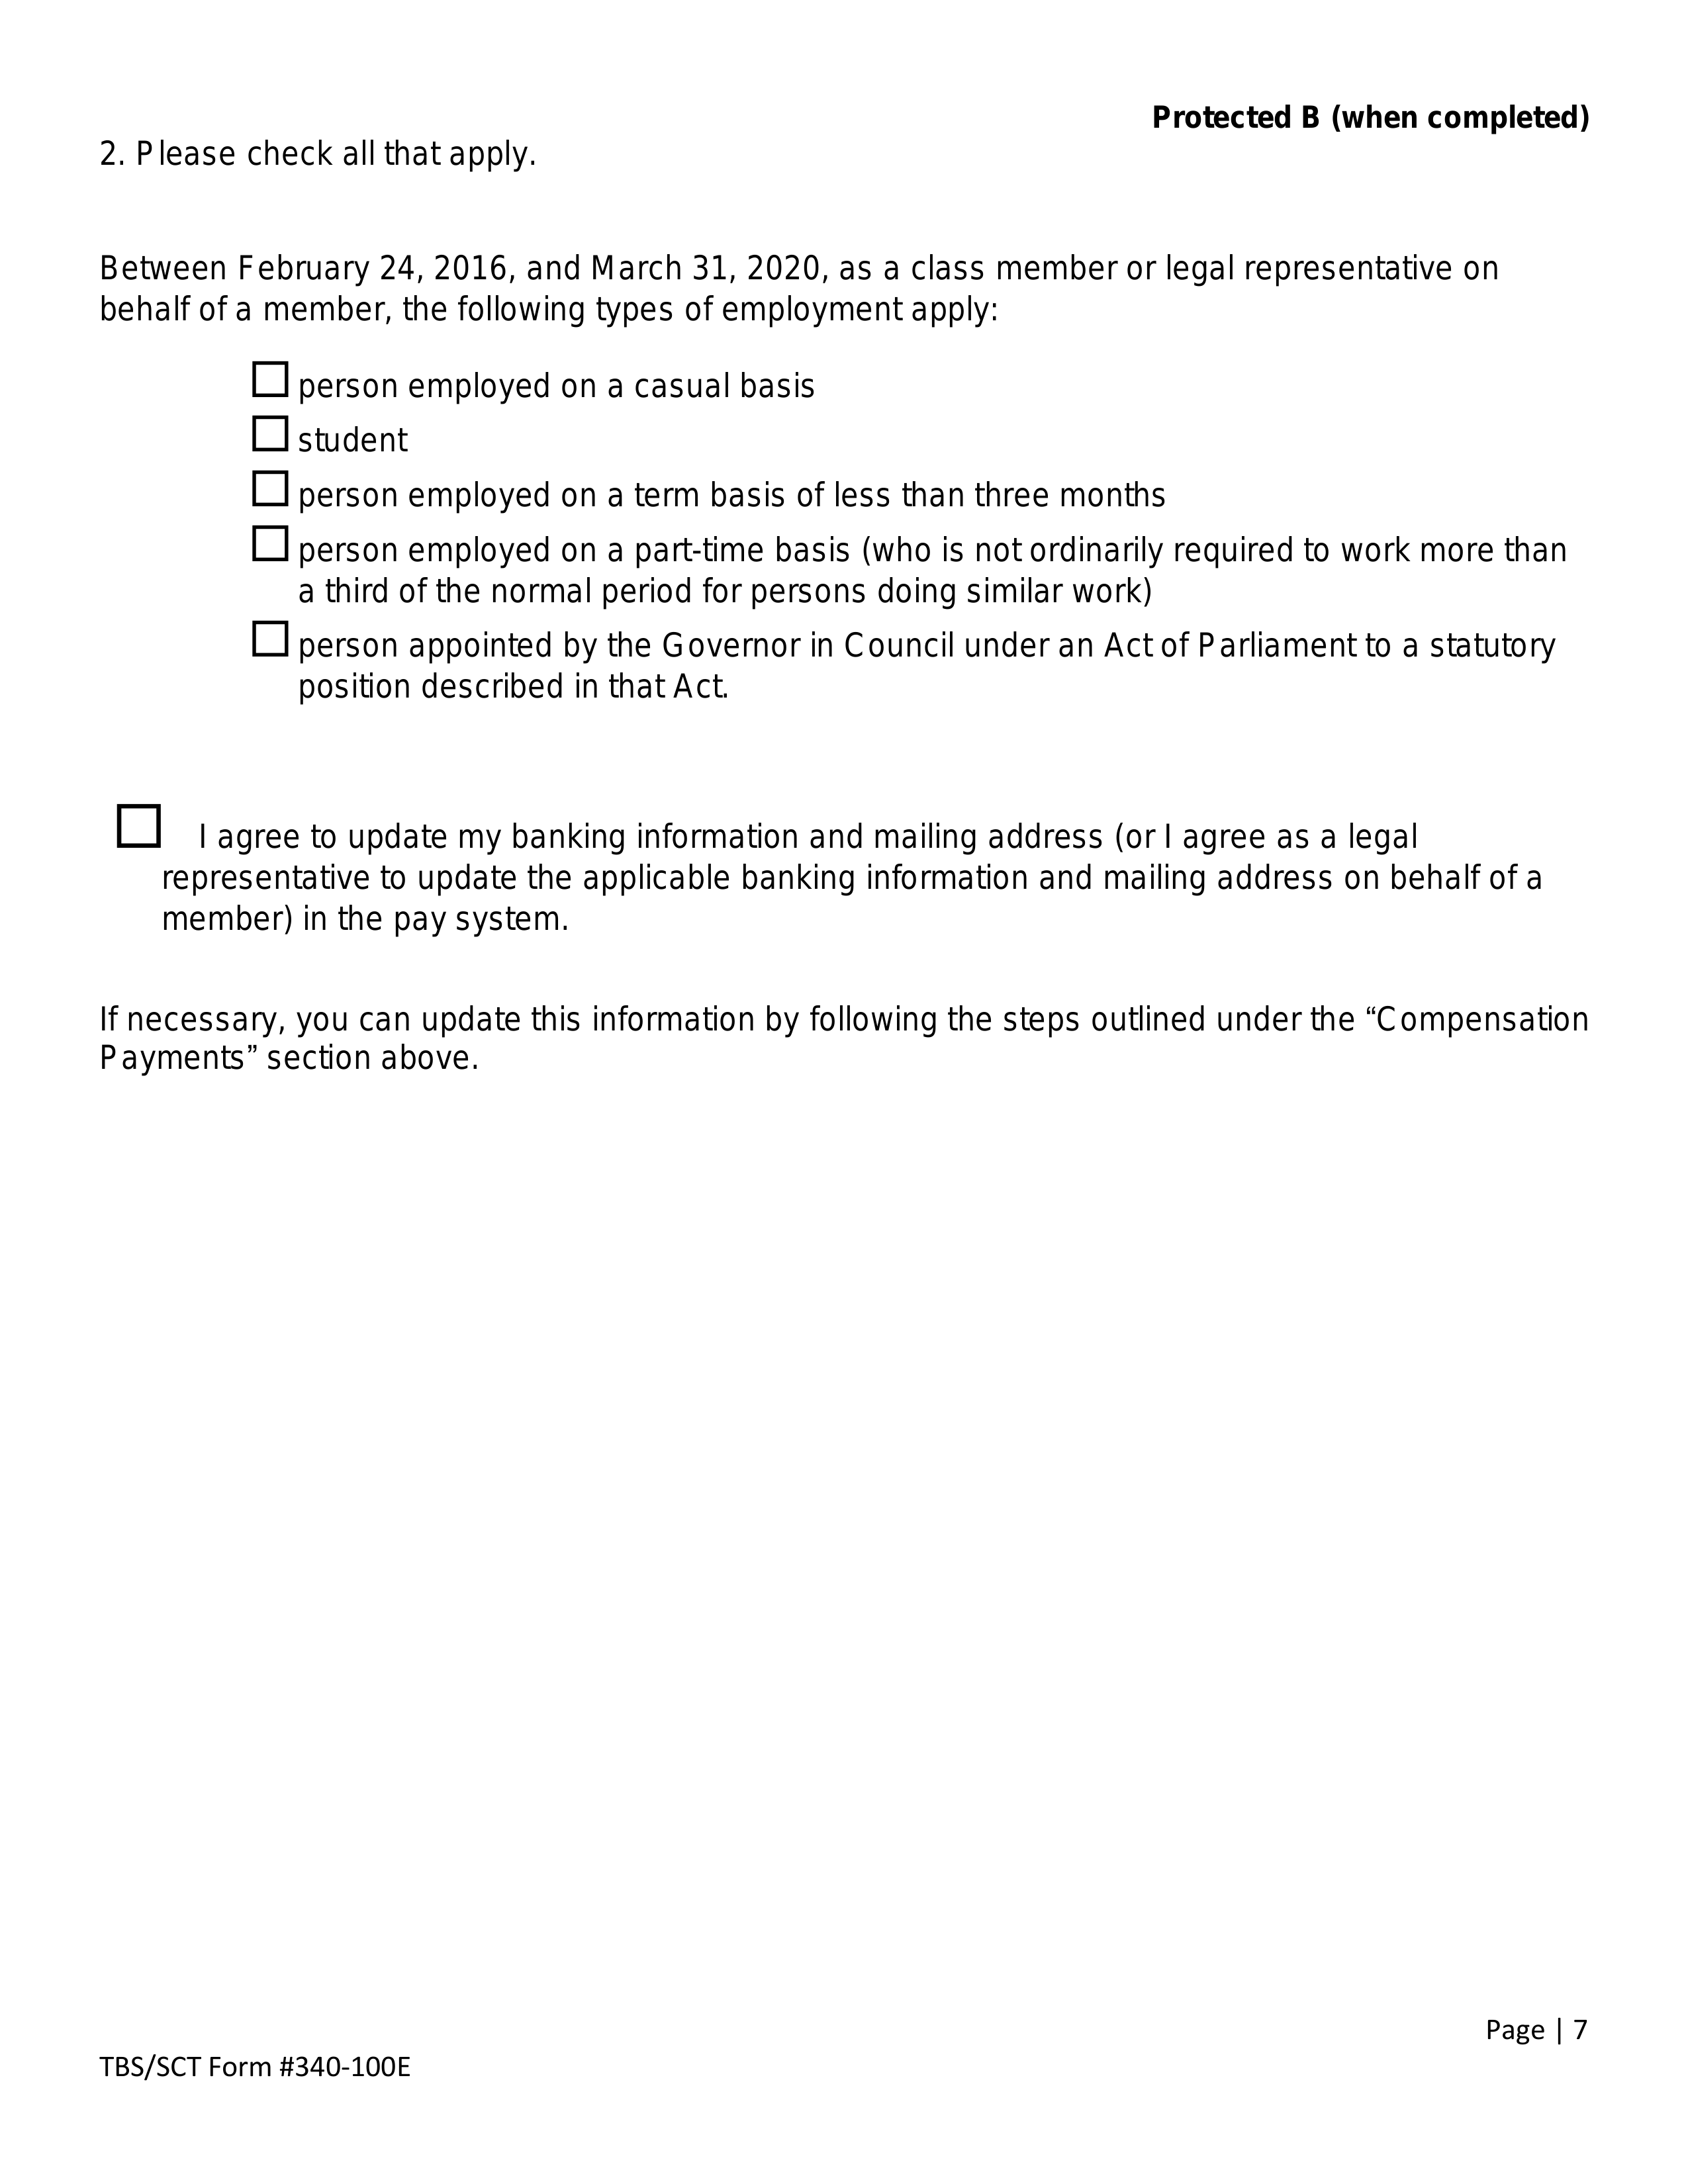 Protected B (when completed)
2. Please check all that apply.
Between February 24, 2016, and March 31, 2020, as a class member or legal representative on
behalf of a member, the following types of employment apply:
person employed on a casual basis
student
person employed on a term basis of less than three months
person employed on a part-time basis (who is not ordinarily required to work more than
a third of the normal period for persons doing similar work)
person appointed by the Governor in Council under an Act of Parliament to a statutory
position described in that Act.
I agree to update my banking information and mailing address (or I agree as a legal
representative to update the applicable banking information and mailing address on behalf of a
member) in the pay system.
If necessary, you can update this information by following the steps outlined under the “Compensation
Payments” section above.
Page | 7
TBS/SCT Form #340-100E